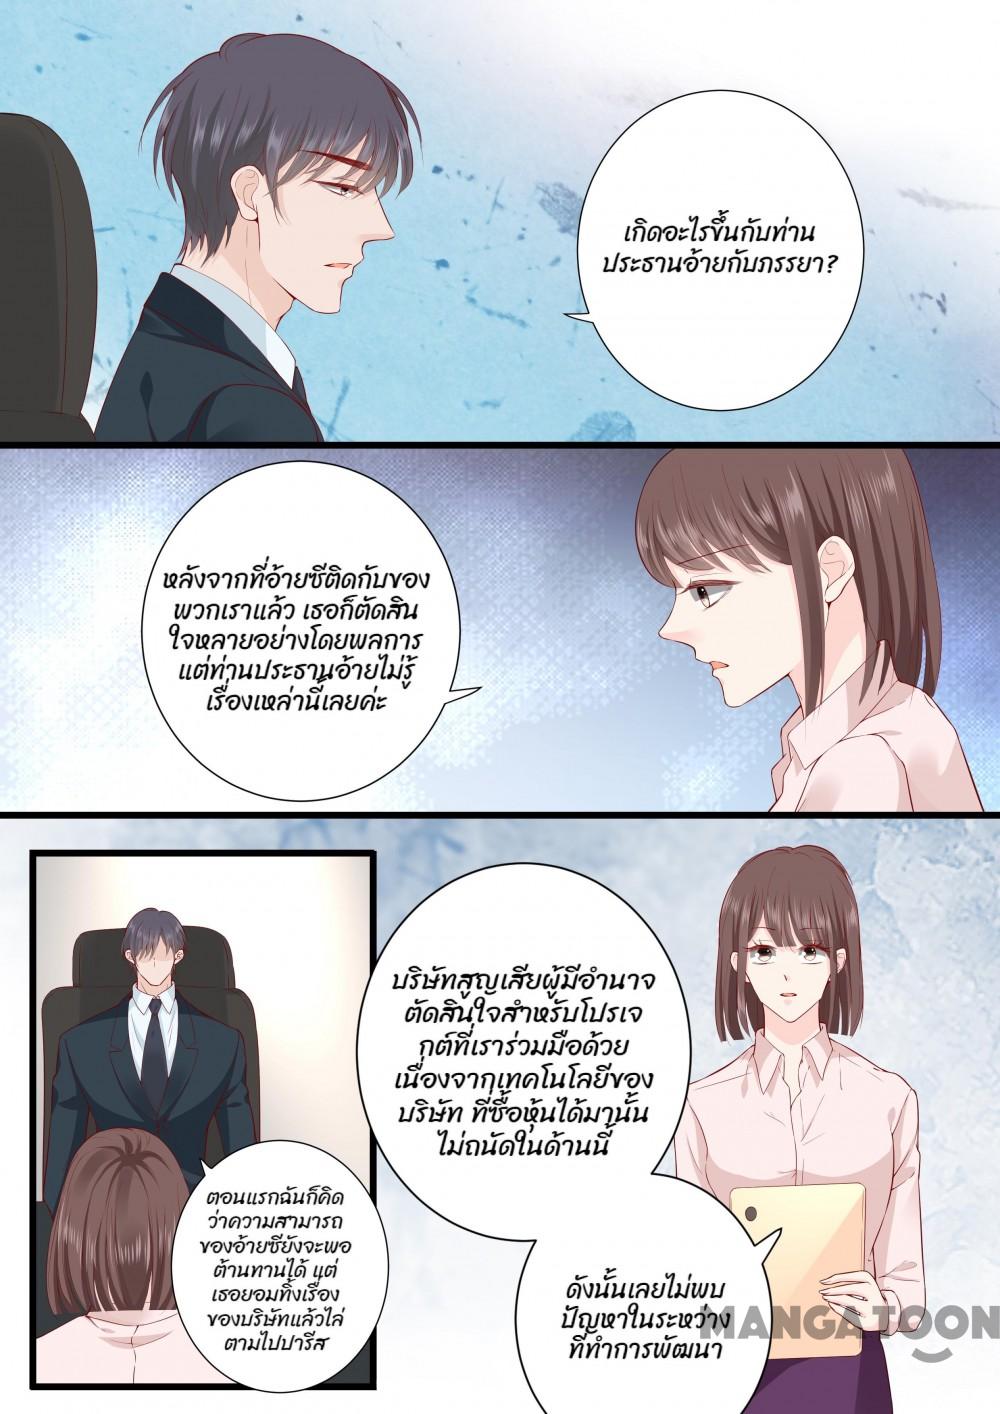 เกิดอะไรขึ้นกับท่าน
ประธานอ้ายกับภรรยา?
หลังจากที่อ้ายซีติดกับของ
พวกเราแล้ว เธอก็ตัดสิน
ใจหลายอย่างโดยพลการ
แต่ท่านประธานอ้ายไม่รู้
เรื่องเหล่านี้เลยค่ะ
บริษัทสูญเสียผู้มีอำนาจ
ตัดสินใจสำหรับโปรเจ
กต์ที่เราร่วมมือด้วย
เนื่องจากเทคโนโลยีของ
บริษัท ที่ซื้อหุ้นได้มานั้น
ไม่ถนัดในด้านนี้
ดังนั้นเลยไม่พบ
ปัญหาในระหว่าง
ที่ทำการพัฒนา
ตอนแรกฉันก็คิด
ว่าความสามารถ
ของอ้ายซียังจะพอ
ต้านทานได้ แต่
เธอยอมทิ้งเรื่อง
ของบริษัทแล้วไล่
ตามไปปารีส
MANGATOON